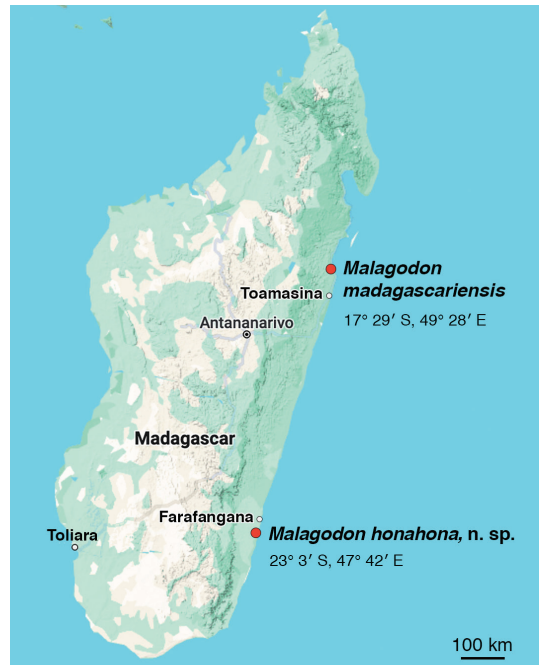 Malagodon
madagascariensis
Toamasina
17° 29′ S, 49° 28′ E
Antananarivo
Madagascar
Farafangana
Malagodon honahona, n. sp.
Toliara
23° 3′ S, 47° 42′ E
100 km